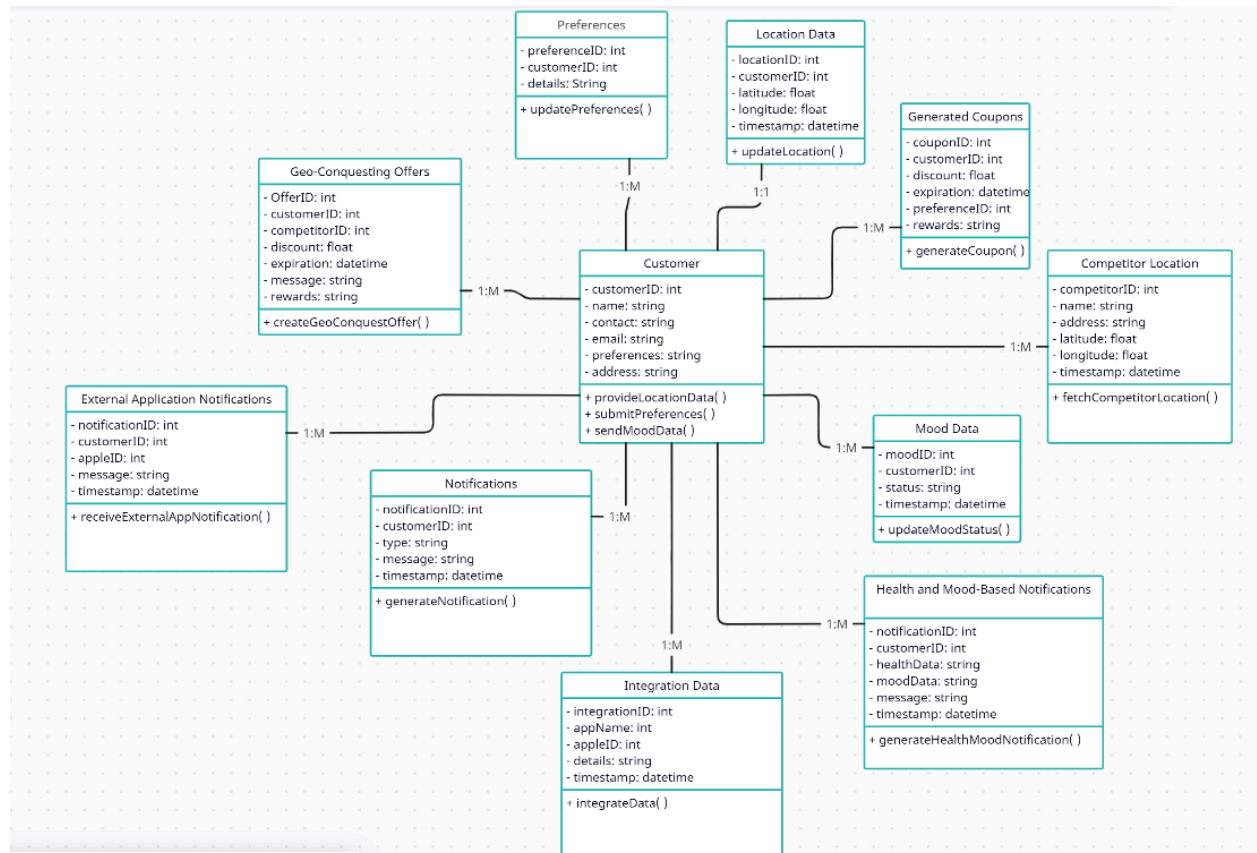 Preferences
- preferenceID: int
- customerID: int
- details: String
+ updatePreferences( )
1:M
Location Data
- locationID: int
- customerID: int
- latitude: float
- longitude: float
- timestamp: datetime
+ updateLocation( )
1:1
Generated Coupons
- couponID: int
- customerID: int
- discount: float
- expiration: datetime
- preferenceID: int
- rewards: string
+ generateCoupon( )
1:M
Geo-Conquesting Offers
- OfferID: int
- customerID: int
- competitorID: int
- discount: float
- expiration: datetime
- message: string
- rewards: string
+ createGeoConquestOffer( )
1:M
Customer
- customerID: int
- name: string
- contact: string
- email: string
- preferences: string
- address: string
+ provideLocationData( )
+ submitPreferences( )
+ sendMoodData( )
Competitor Location
- competitorID: int
- name: string
- address: string
- latitude: float
- longitude: float
- timestamp: datetime
+ fetchCompetitorLocation( )
1:M
External Application Notifications
- notificationID: int
- customerID: int
- appleID: int
- message: string
- timestamp: datetime
+ receiveExternalAppNotification( )
1:M
Mood Data
- moodID: int
- customerID: int
- status: string
- timestamp: datetime
+ updateMoodStatus( )
1:M
Notifications
- notificationID: int
- customerID: int
- type: string
- message: string
- timestamp: datetime
+ generateNotification( )
1:M
Health and Mood-Based Notifications
- notificationID: int
- customerID: int
- healthData: string
- moodData: string
- message: string
- timestamp: datetime
+ generateHealthMoodNotification( )
1:M
1:M
Integration Data
- integrationID: int
- appName: int
- appleID: int
- details: string
- timestamp: datetime
+ integrateData( )